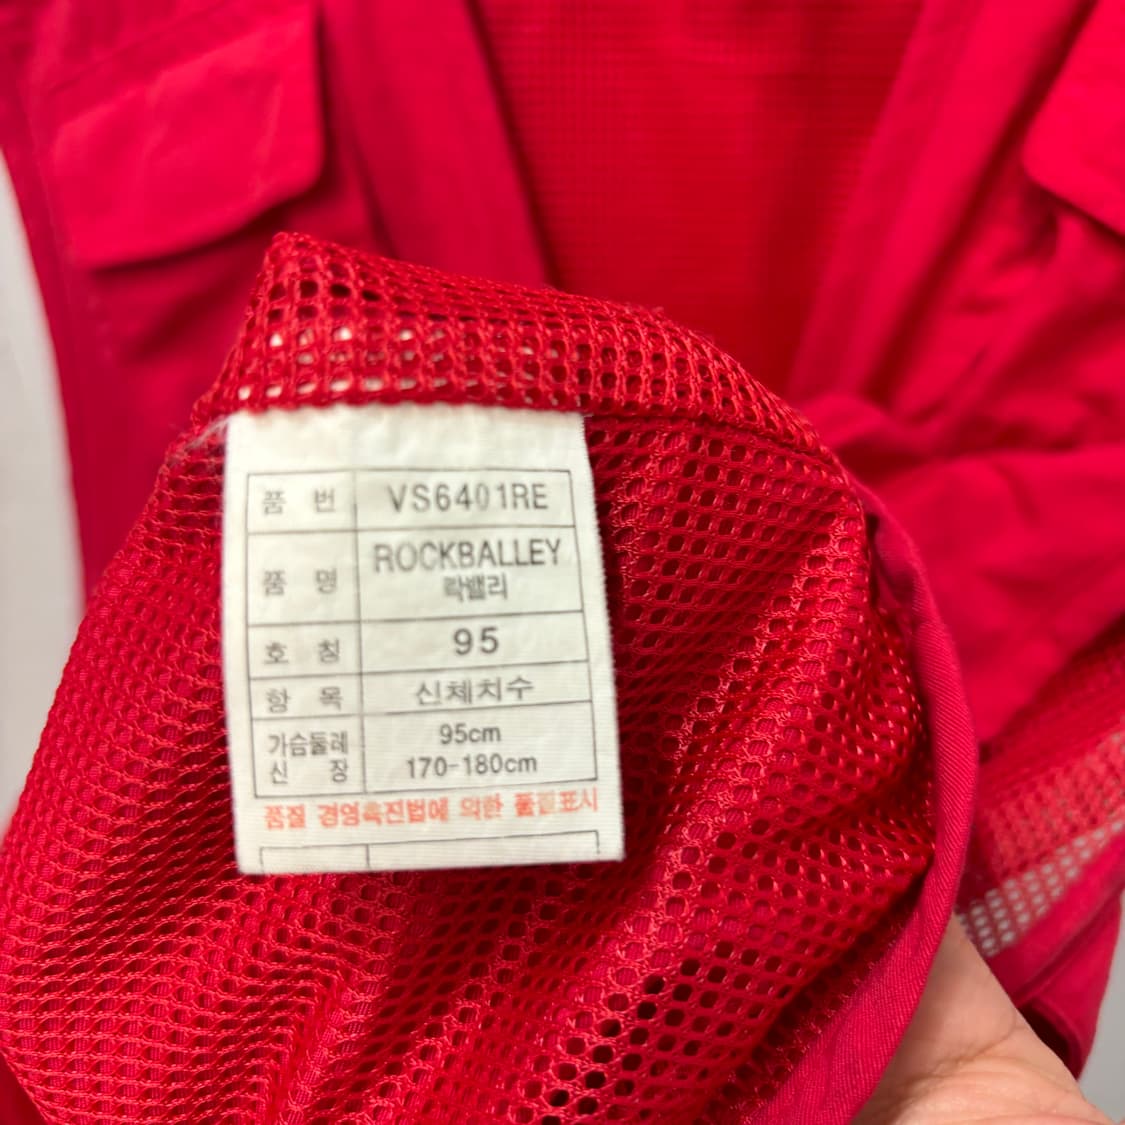 품 번 VS6401RE
품 명 ROCKBALLEY
락밸리
호 칭 95
항 목 신체치수
가슴둘레 95cm
신 장 170-180cm
품질 경영촉진법에 의한 품질표시